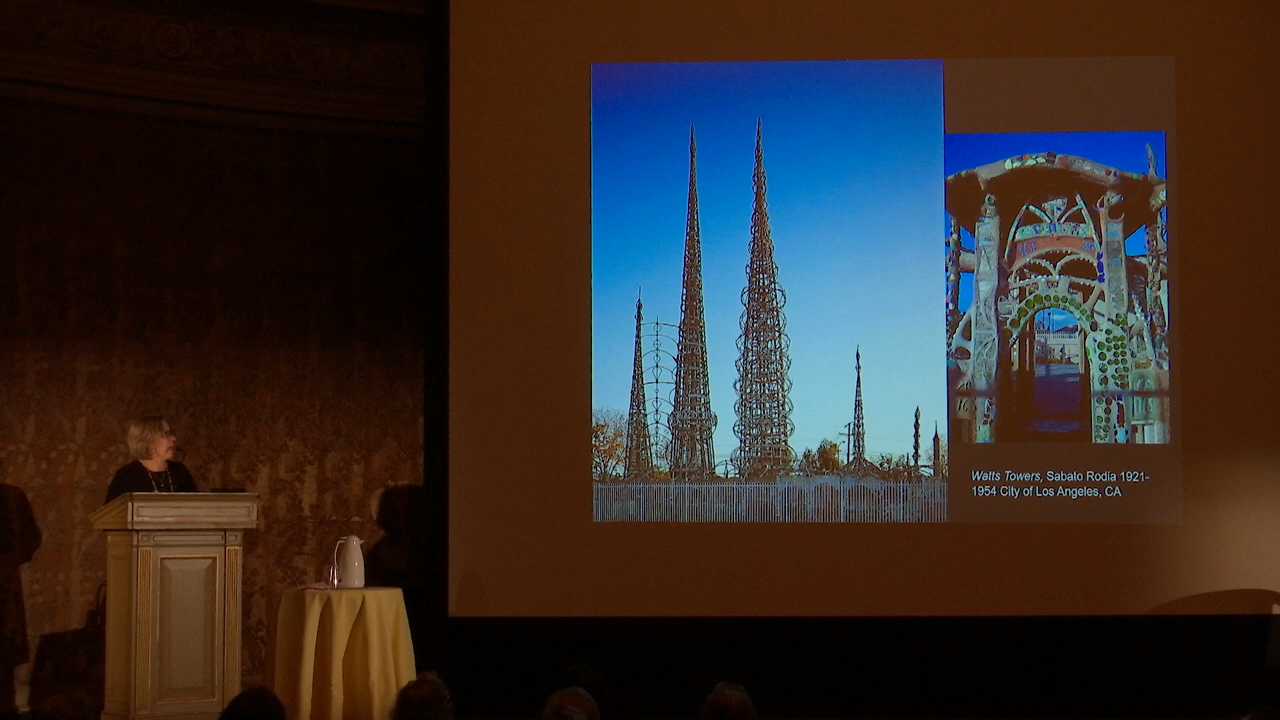 Watts Towers, Sabato Rodia 1921-
1954 City of Los Angeles, CA